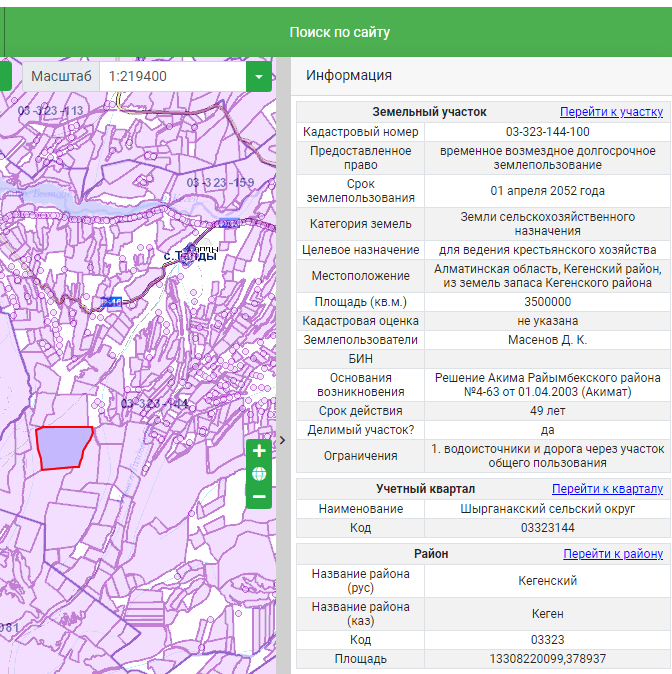 Поиск по сайту
Масштаб 1:219400
Информация
03-323-113
03-323-159
с.Талды
03-323-144
081
Земельный участок Перейти к участку
Кадастровый номер 03-323-144-100
Предоставленное право временное возмездное долгосрочное землепользование
Срок землепользования 01 апреля 2052 года
Категория земель Земли сельскохозяйственного назначения
Целевое назначение для ведения крестьянского хозяйства
Местоположение Алматинская область, Кегенский район, из земель запаса Кегенского района
Площадь (кв.м.) 3500000
Кадастровая оценка не указана
Землепользователи Масенов Д. К.
БИН
Основания возникновения Решение Акима Райымбекского района №4-63 от 01.04.2003 (Акимат)
Срок действия 49 лет
Делимый участок? да
Ограничения 1. водоисточники и дорога через участок общего пользования
Учетный квартал Перейти к кварталу
Наименование Шырганакский сельский округ
Код 03323144
Район Перейти к району
Название района (рус) Кегенский
Название района (каз) Кеген
Код 03323
Площадь 13308220099,378937